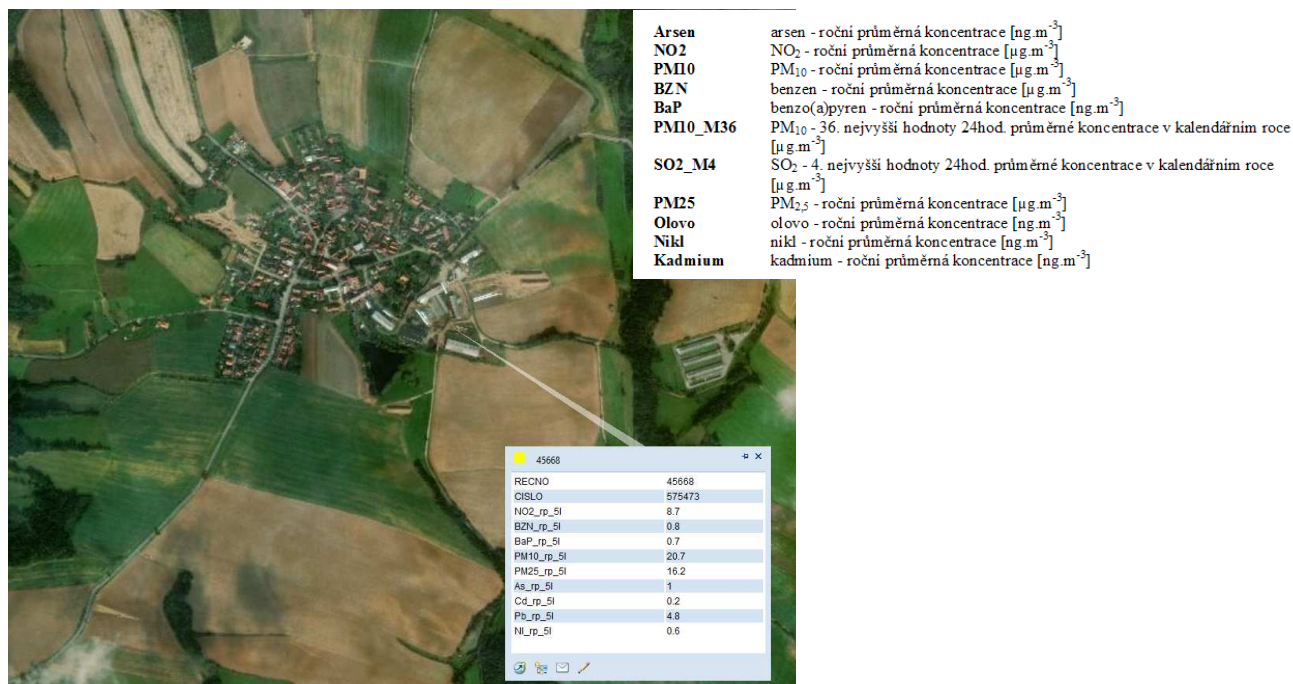 Arsen arsen - roční průměrná koncentrace [ng.m-3]
NO2 NO2 - roční průměrná koncentrace [µg.m-3]
PM10 PM10 - roční průměrná koncentrace [µg.m-3]
BZN benzen - roční průměrná koncentrace [µg.m-3]
BaP benzo(a)pyren - roční průměrná koncentrace [ng.m-3]
PM10_M36 PM10 - 36. nejvyšší hodnoty 24hod. průměrné koncentrace v kalendářním roce
[µg.m-3]
SO2_M4 SO2 - 4. nejvyšší hodnoty 24hod. průměrné koncentrace v kalendářním roce
[µg.m-3]
PM25 PM2,5 - roční průměrná koncentrace [µg.m-3]
Olovo olovo - roční průměrná koncentrace [ng.m-3]
Nikl nikl - roční průměrná koncentrace [ng.m-3]
Kadmium kadmium - roční průměrná koncentrace [ng.m-3]
45668
RECNO 45668
CISLO 575473
NO2_rp_5l 8.7
BZN_rp_5l 0.8
BaP_rp_5l 0.7
PM10_rp_5l 20.7
PM25_rp_5l 16.2
As_rp_5l 1
Cd_rp_5l 0.2
Pb_rp_5l 4.8
NI_rp_5l 0.6